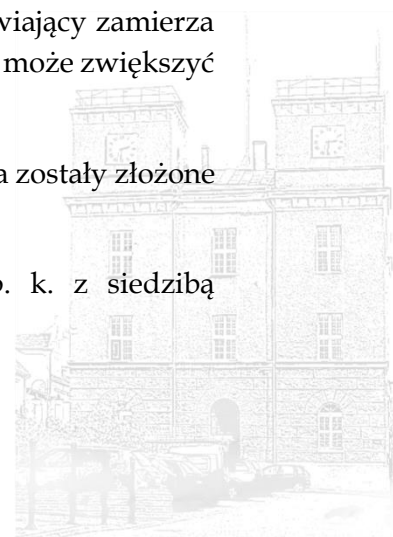 wiający zamierza
może zwiększyć
a zostały złożone
. k. z siedzibą